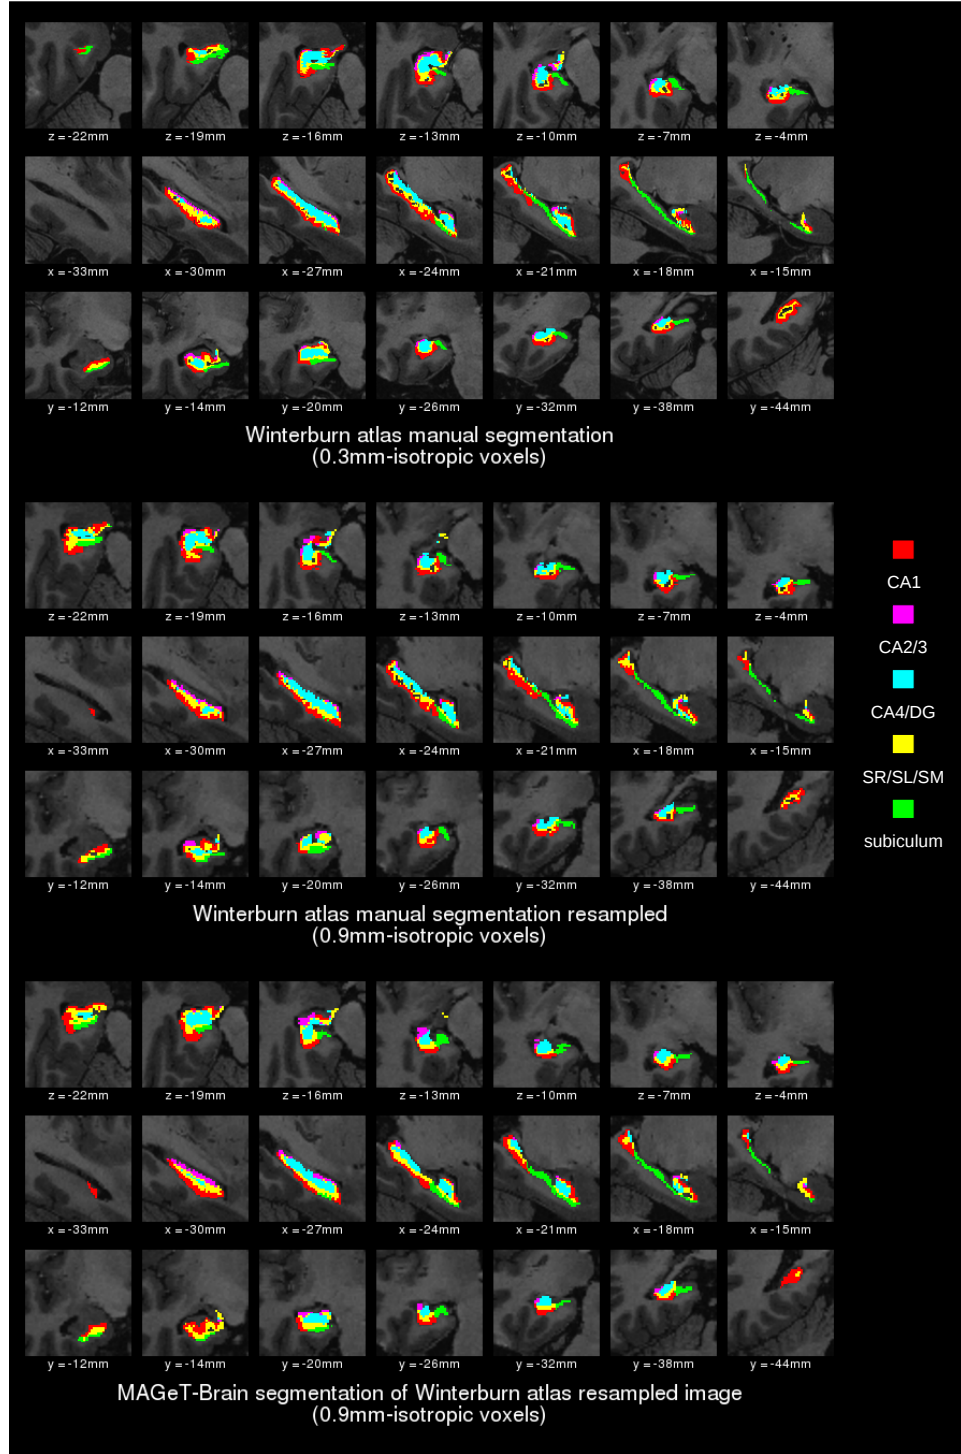 z = -22mm z = -19mm z = -16mm z = -13mm z = -10mm z = -7mm z = -4mm
x = -33mm x = -30mm x = -27mm x = -24mm x = -21mm x = -18mm x = -15mm
y = -12mm y = -14mm y = -20mm y = -26mm y = -32mm y = -38mm y = -44mm
Winterburn atlas manual segmentation
(0.3mm-isotropic voxels)
z = -22mm z = -19mm z = -16mm z = -13mm z = -10mm z = -7mm z = -4mm
x = -33mm x = -30mm x = -27mm x = -24mm x = -21mm x = -18mm x = -15mm
y = -12mm y = -14mm y = -20mm y = -26mm y = -32mm y = -38mm y = -44mm
Winterburn atlas manual segmentation resampled
(0.9mm-isotropic voxels)
z = -22mm z = -19mm z = -16mm z = -13mm z = -10mm z = -7mm z = -4mm
x = -33mm x = -30mm x = -27mm x = -24mm x = -21mm x = -18mm x = -15mm
y = -12mm y = -14mm y = -20mm y = -26mm y = -32mm y = -38mm y = -44mm
MAGeT-Brain segmentation of Winterburn atlas resampled image
(0.9mm-isotropic voxels)
CA1
CA2/3
CA4/DG
SR/SL/SM
subiculum